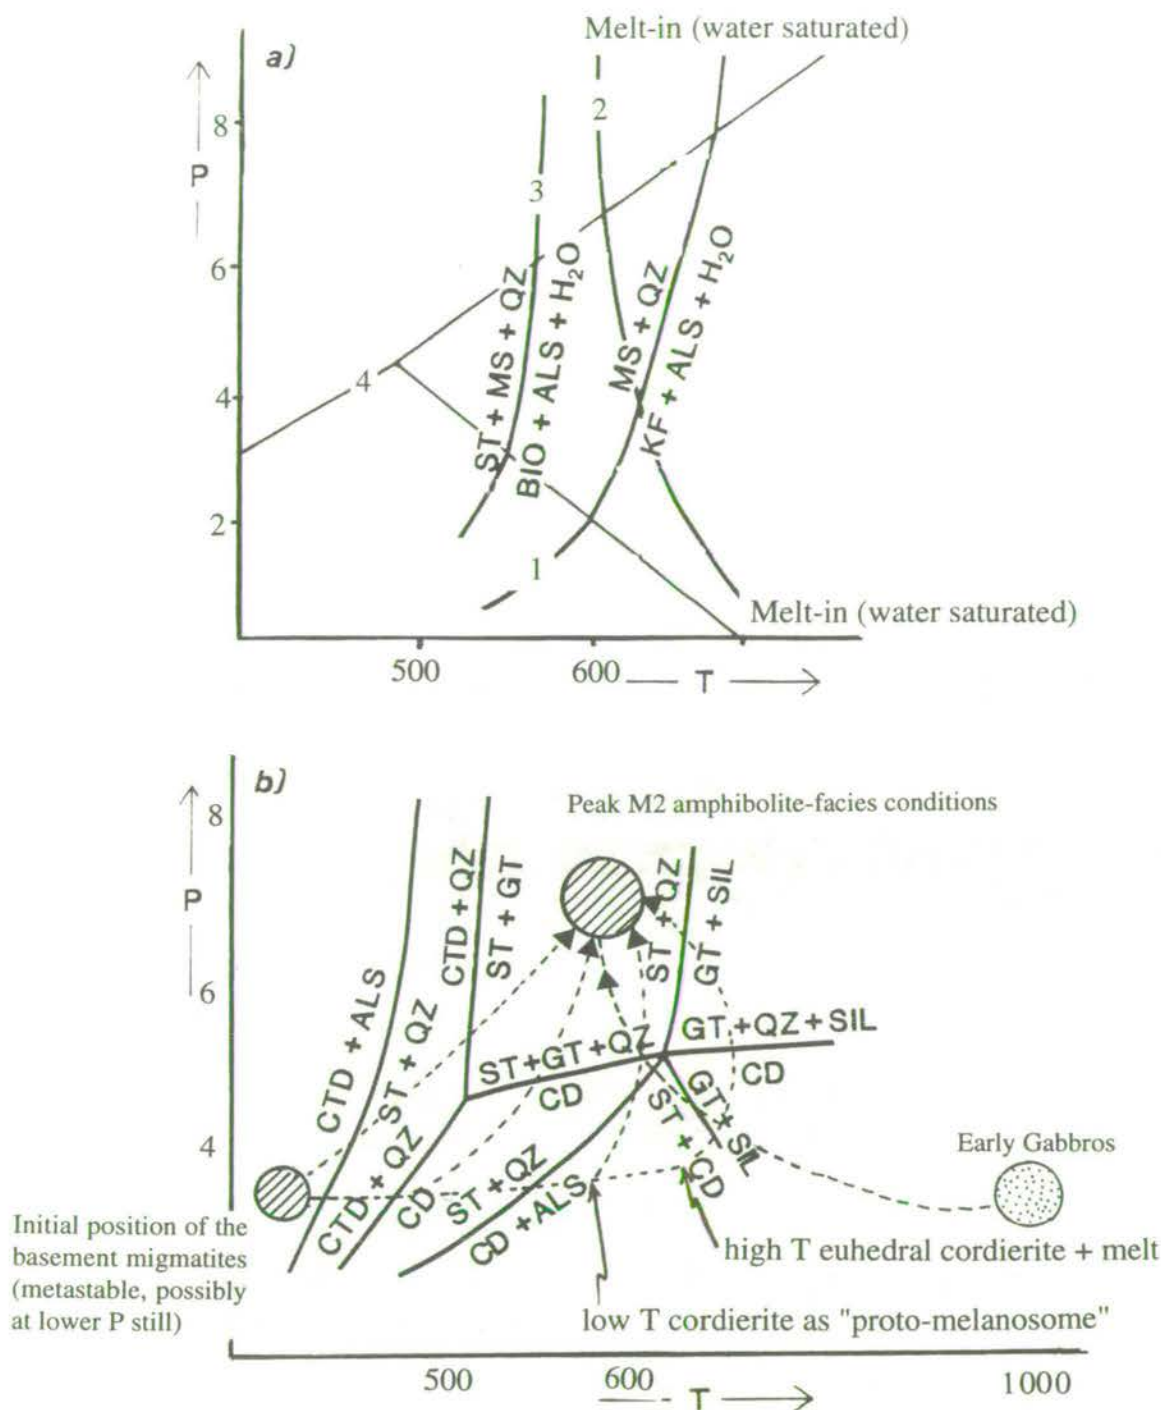 Melt-in (water saturated)
a)
P
8
6
4
2
2
3
4
1
ST + MS + QZ
BIO + ALS + H₂O
MS + QZ
KF + ALS + H₂O
Melt-in (water saturated)
500
600
T
b)
P
8
6
4
Peak M2 amphibolite-facies conditions
CTD + ALS
ST + QZ
CTD + QZ
ST + GT
ST + QZ
GT + SIL
ST+GT+QZ
CD
GT+QZ+SIL
CD
CTD + QZ
CD
ST + QZ
CD + ALS
ST + CD
GT + SIL
Early Gabbros
Initial position of the
basement migmatites
(metastable, possibly
at lower P still)
high T euhedral cordierite + melt
low T cordierite as "proto-melanosome"
500
600
1000
T